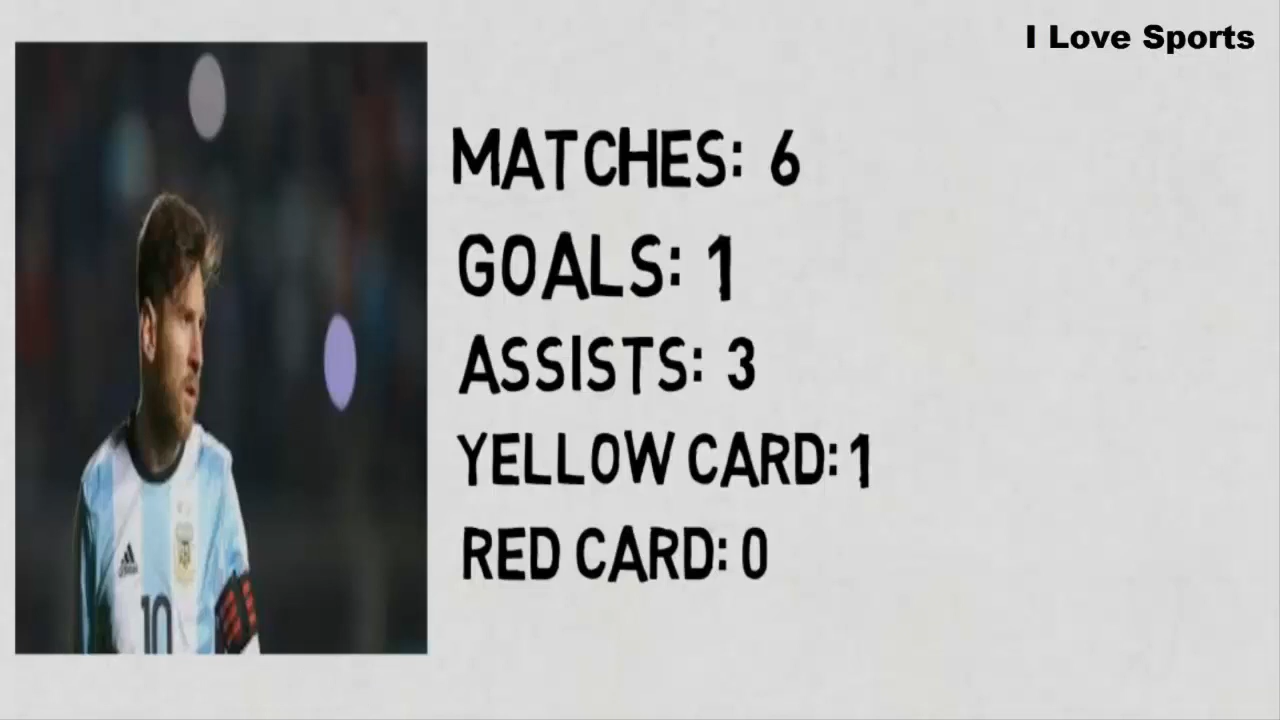 I Love Sports
MATCHES: 6
GOALS: 1
ASSISTS: 3
YELLOW CARD: 1
RED CARD: 0
10